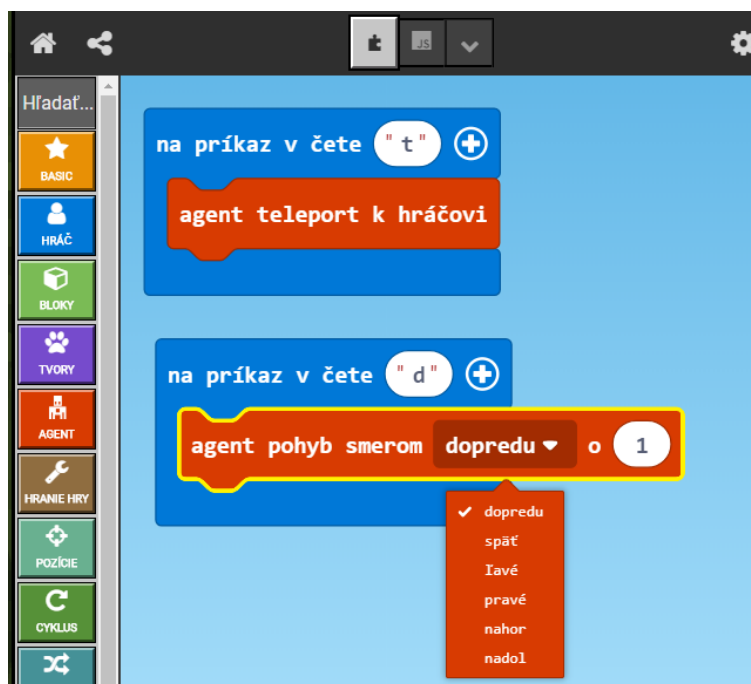 JS
Hľadať...
BASIC
HRÁČ
BLOKY
TVORY
AGENT
HRANIE HRY
POZÍCIE
CYKLUS
na príkaz v čete "t"
agent teleport k hráčovi
na príkaz v čete "d"
agent pohyb smerom dopredu o 1
dopredu
späť
ľavé
pravé
nahor
nadol